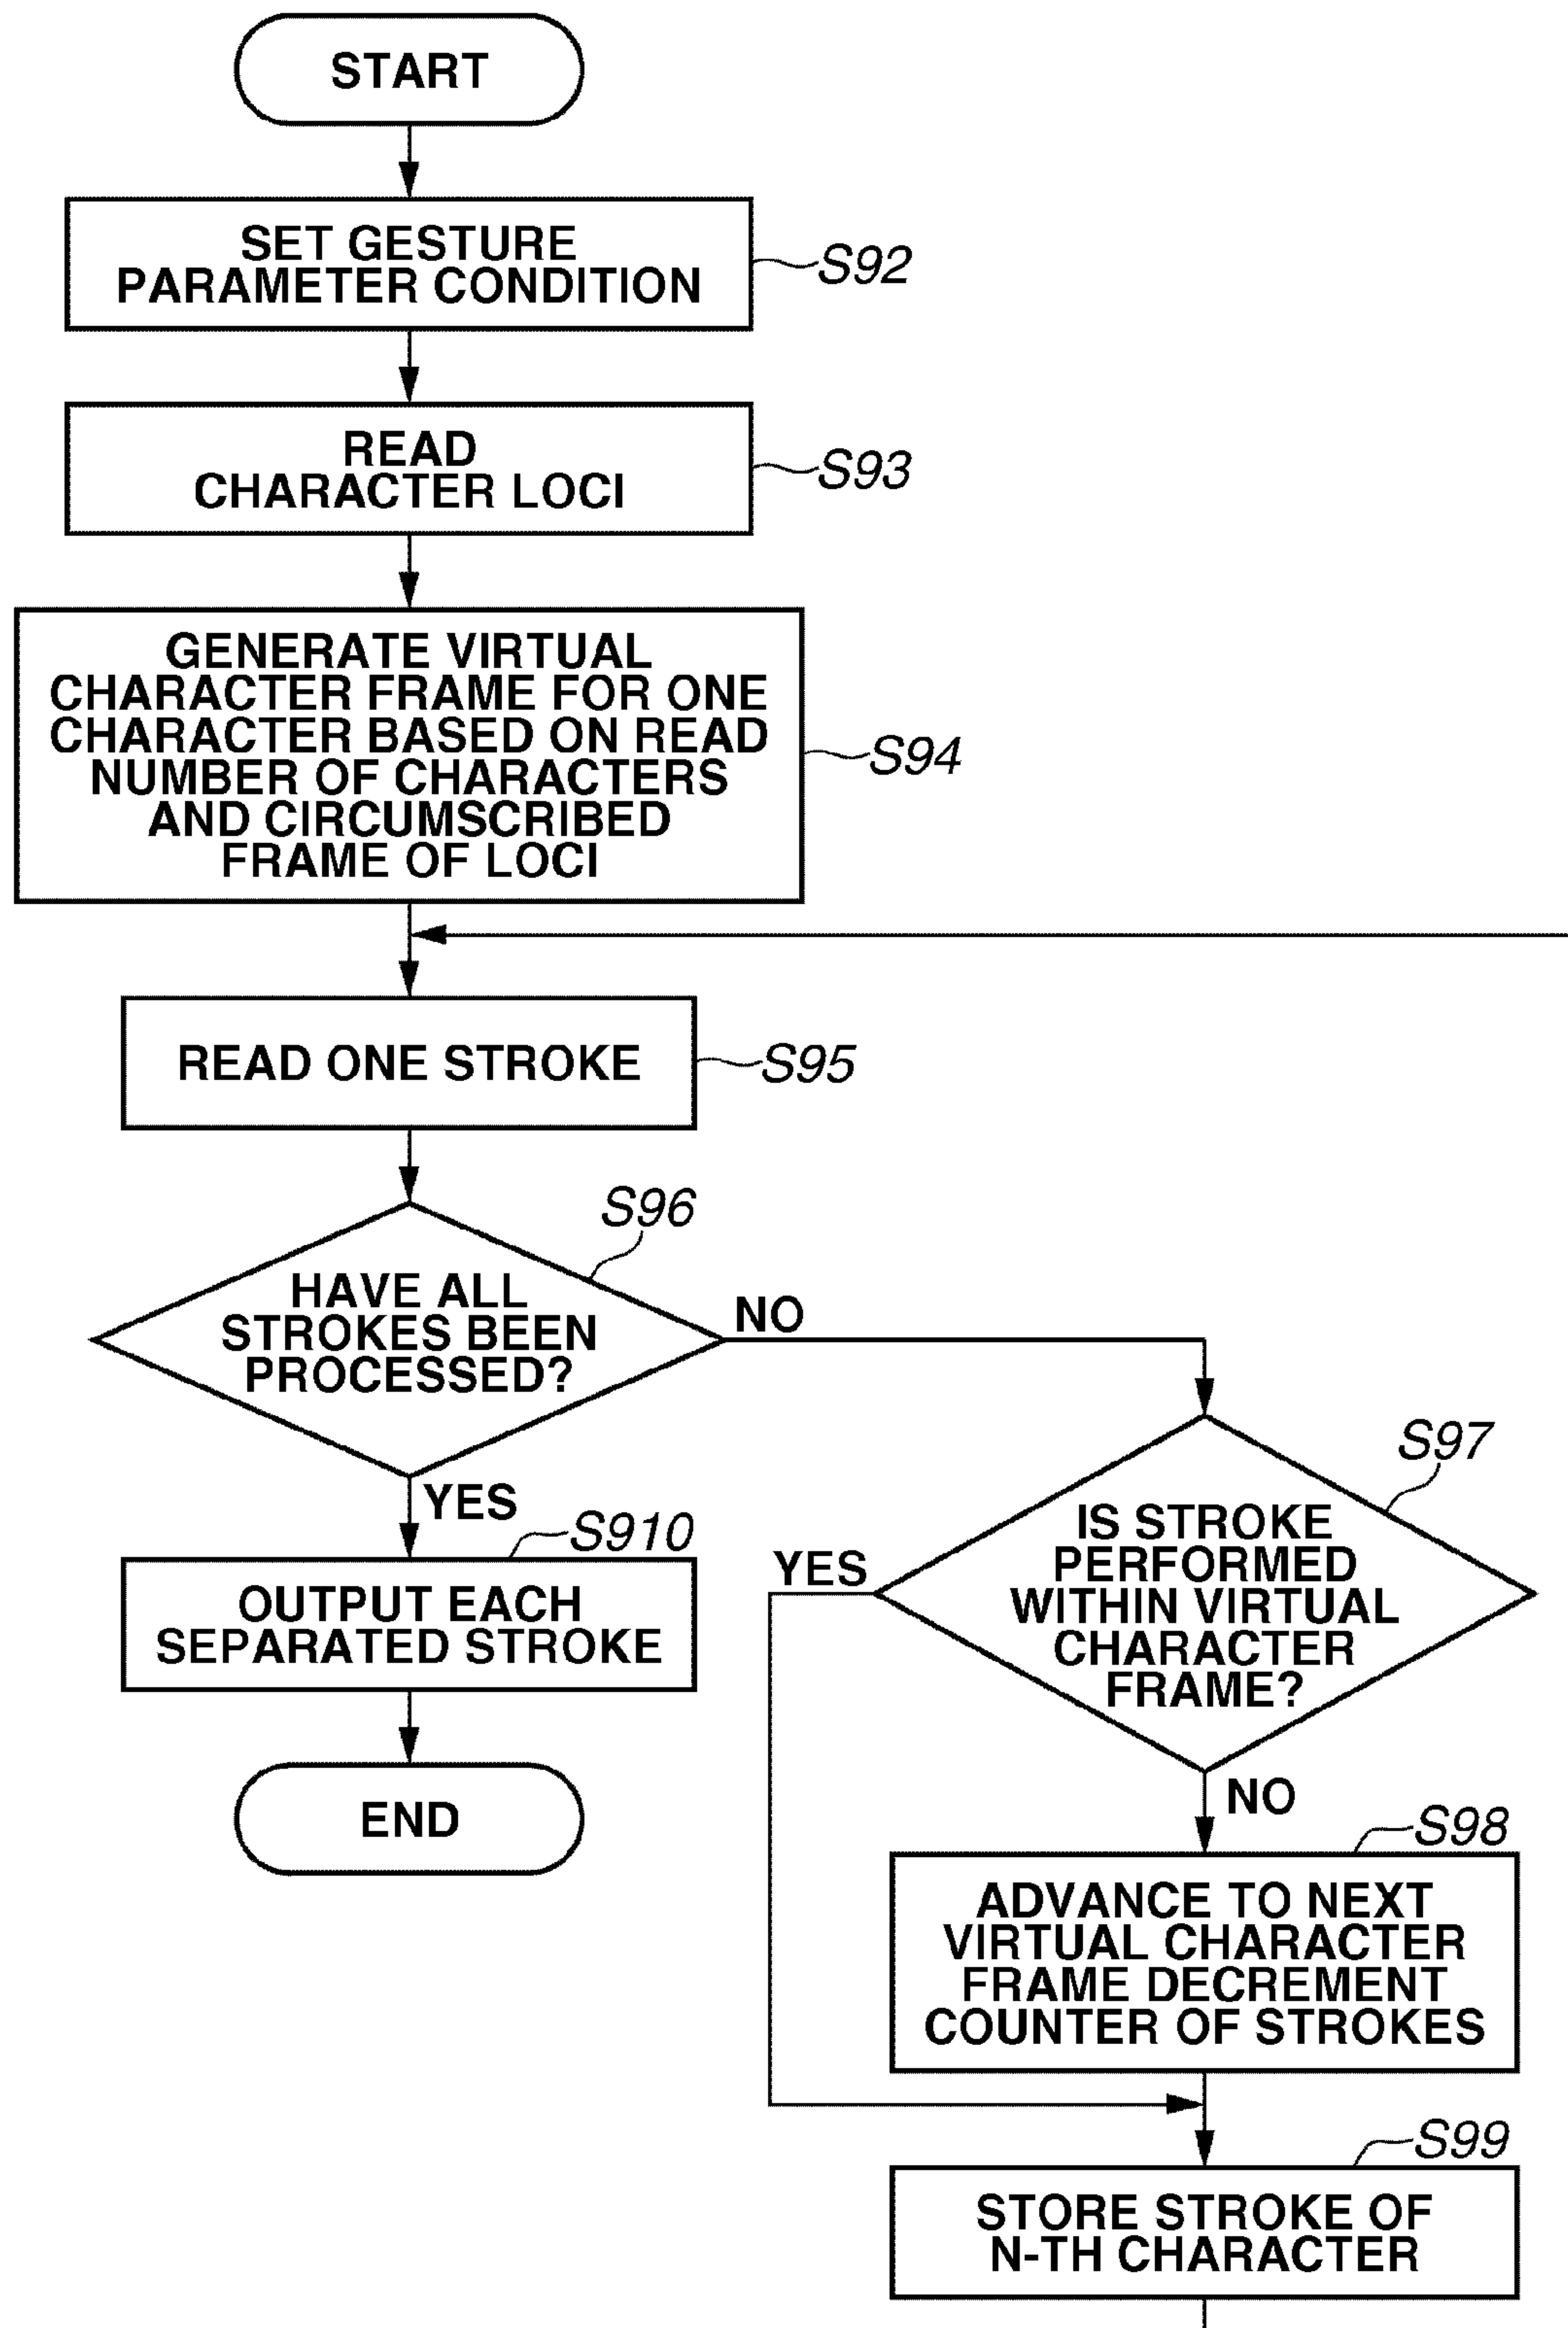 START
SET GESTURE
PARAMETER CONDITION
S92
READ
CHARACTER LOCI
S93
GENERATE VIRTUAL
CHARACTER FRAME FOR ONE
CHARACTER BASED ON READ
NUMBER OF CHARACTERS
AND CIRCUMSCRIBED
FRAME OF LOCI
S94
READ ONE STROKE
S95
S96
HAVE ALL
STROKES BEEN
PROCESSED?
NO
YES
S910
OUTPUT EACH
SEPARATED STROKE
END
S97
IS STROKE
PERFORMED
WITHIN VIRTUAL
CHARACTER
FRAME?
YES
NO
S98
ADVANCE TO NEXT
VIRTUAL CHARACTER
FRAME DECREMENT
COUNTER OF STROKES
S99
STORE STROKE OF
N-TH CHARACTER